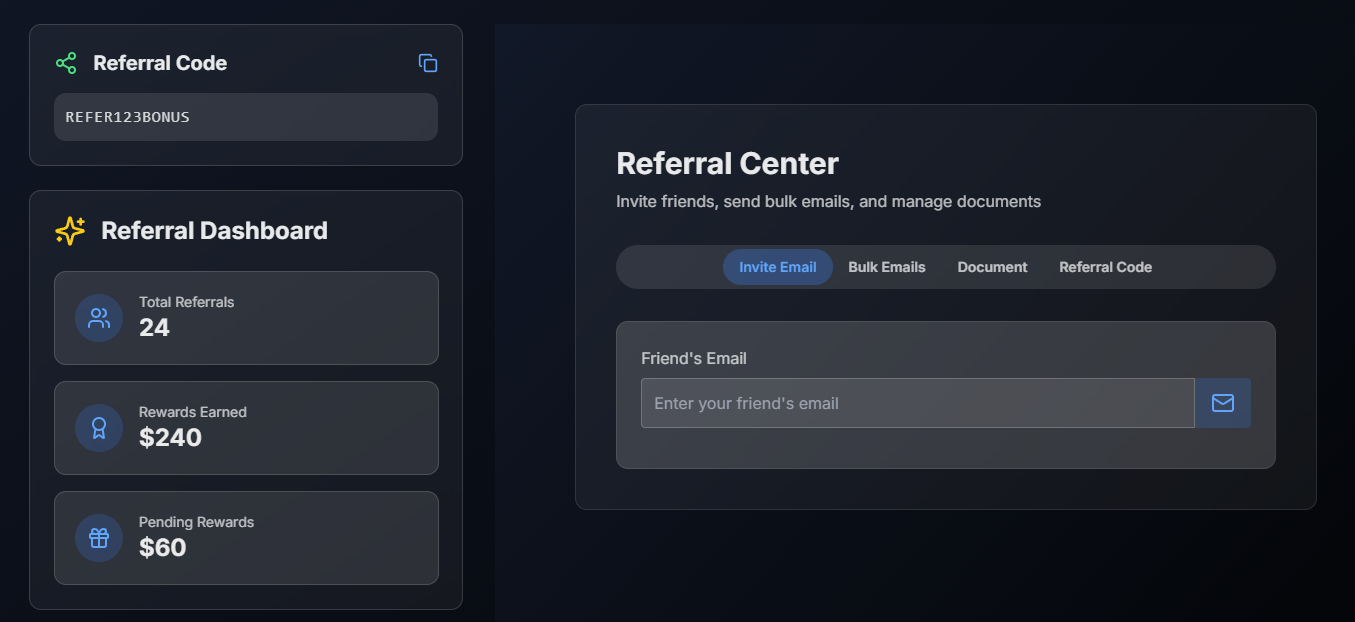 Referral Code
REFER123BONUS
Referral Dashboard
Total Referrals
24
Rewards Earned
$240
Pending Rewards
$60
Referral Center
Invite friends, send bulk emails, and manage documents
Invite Email Bulk Emails Document Referral Code
Friend's Email
Enter your friend's email